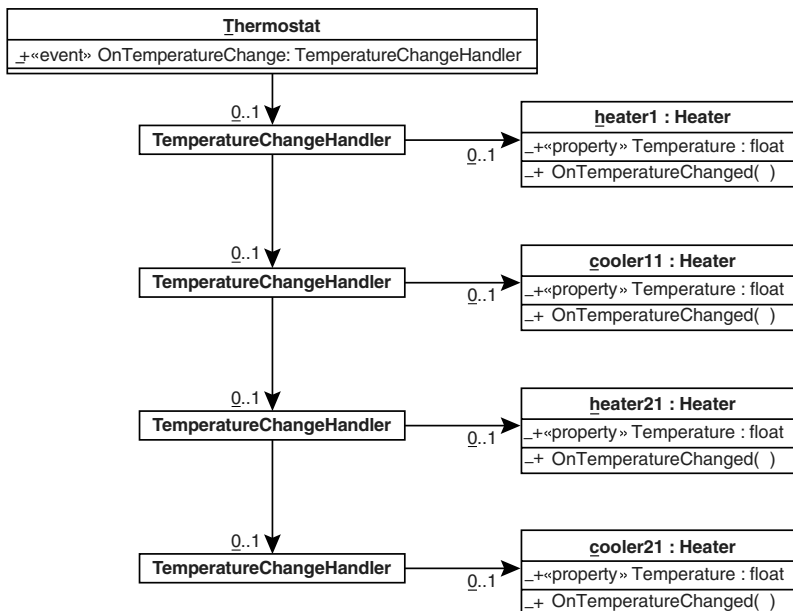 Thermostat
+«event» OnTemperatureChange: TemperatureChangeHandler
0..1
TemperatureChangeHandler
0..1
heater1 : Heater
+«property» Temperature : float
+ OnTemperatureChanged( )
0..1
TemperatureChangeHandler
0..1
cooler11 : Heater
+«property» Temperature : float
+ OnTemperatureChanged( )
0..1
TemperatureChangeHandler
0..1
heater21 : Heater
+«property» Temperature : float
+ OnTemperatureChanged( )
0..1
TemperatureChangeHandler
0..1
cooler21 : Heater
+«property» Temperature : float
+ OnTemperatureChanged( )